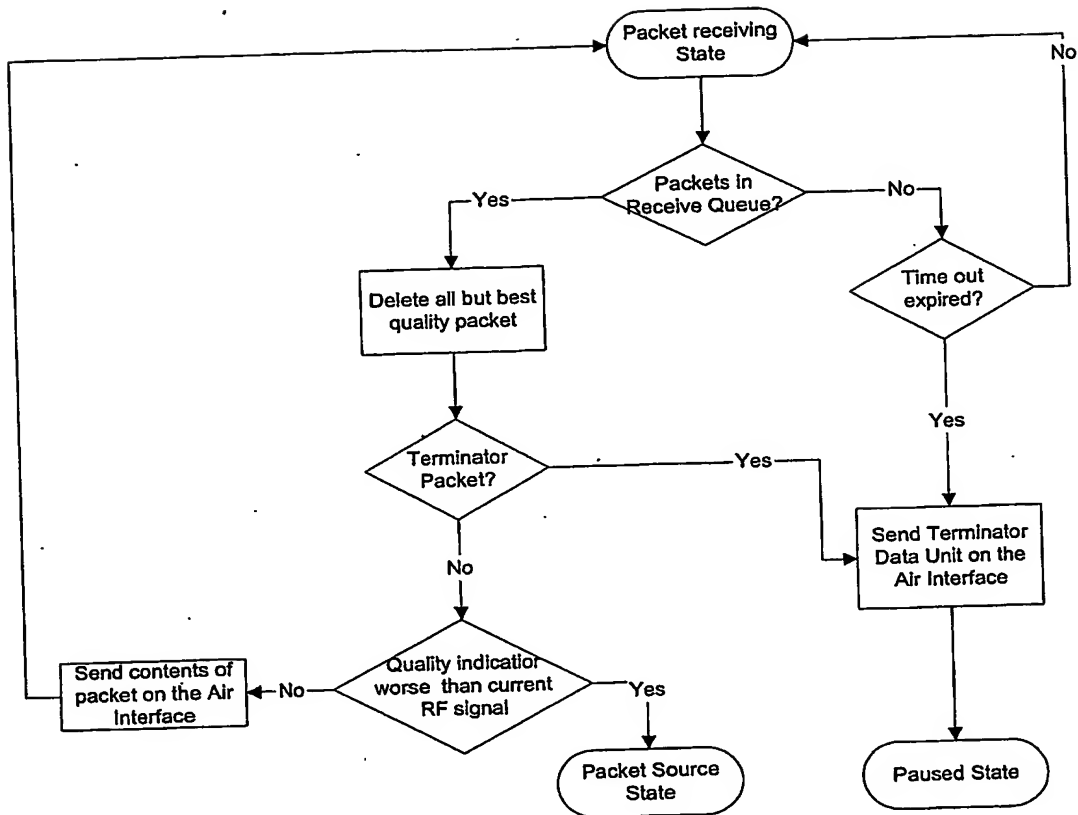 Packet receiving
State
No
Packets in
Receive Queue?
Yes
No
Time out
expired?
Delete all but best
quality packet
Yes
Terminator
Packet?
Yes
Send Terminator
Data Unit on the
Air Interface
No
Quality indication
worse than current
RF signal
Send contents of
packet on the Air
Interface
No
Yes
Packet Source
State
Paused State